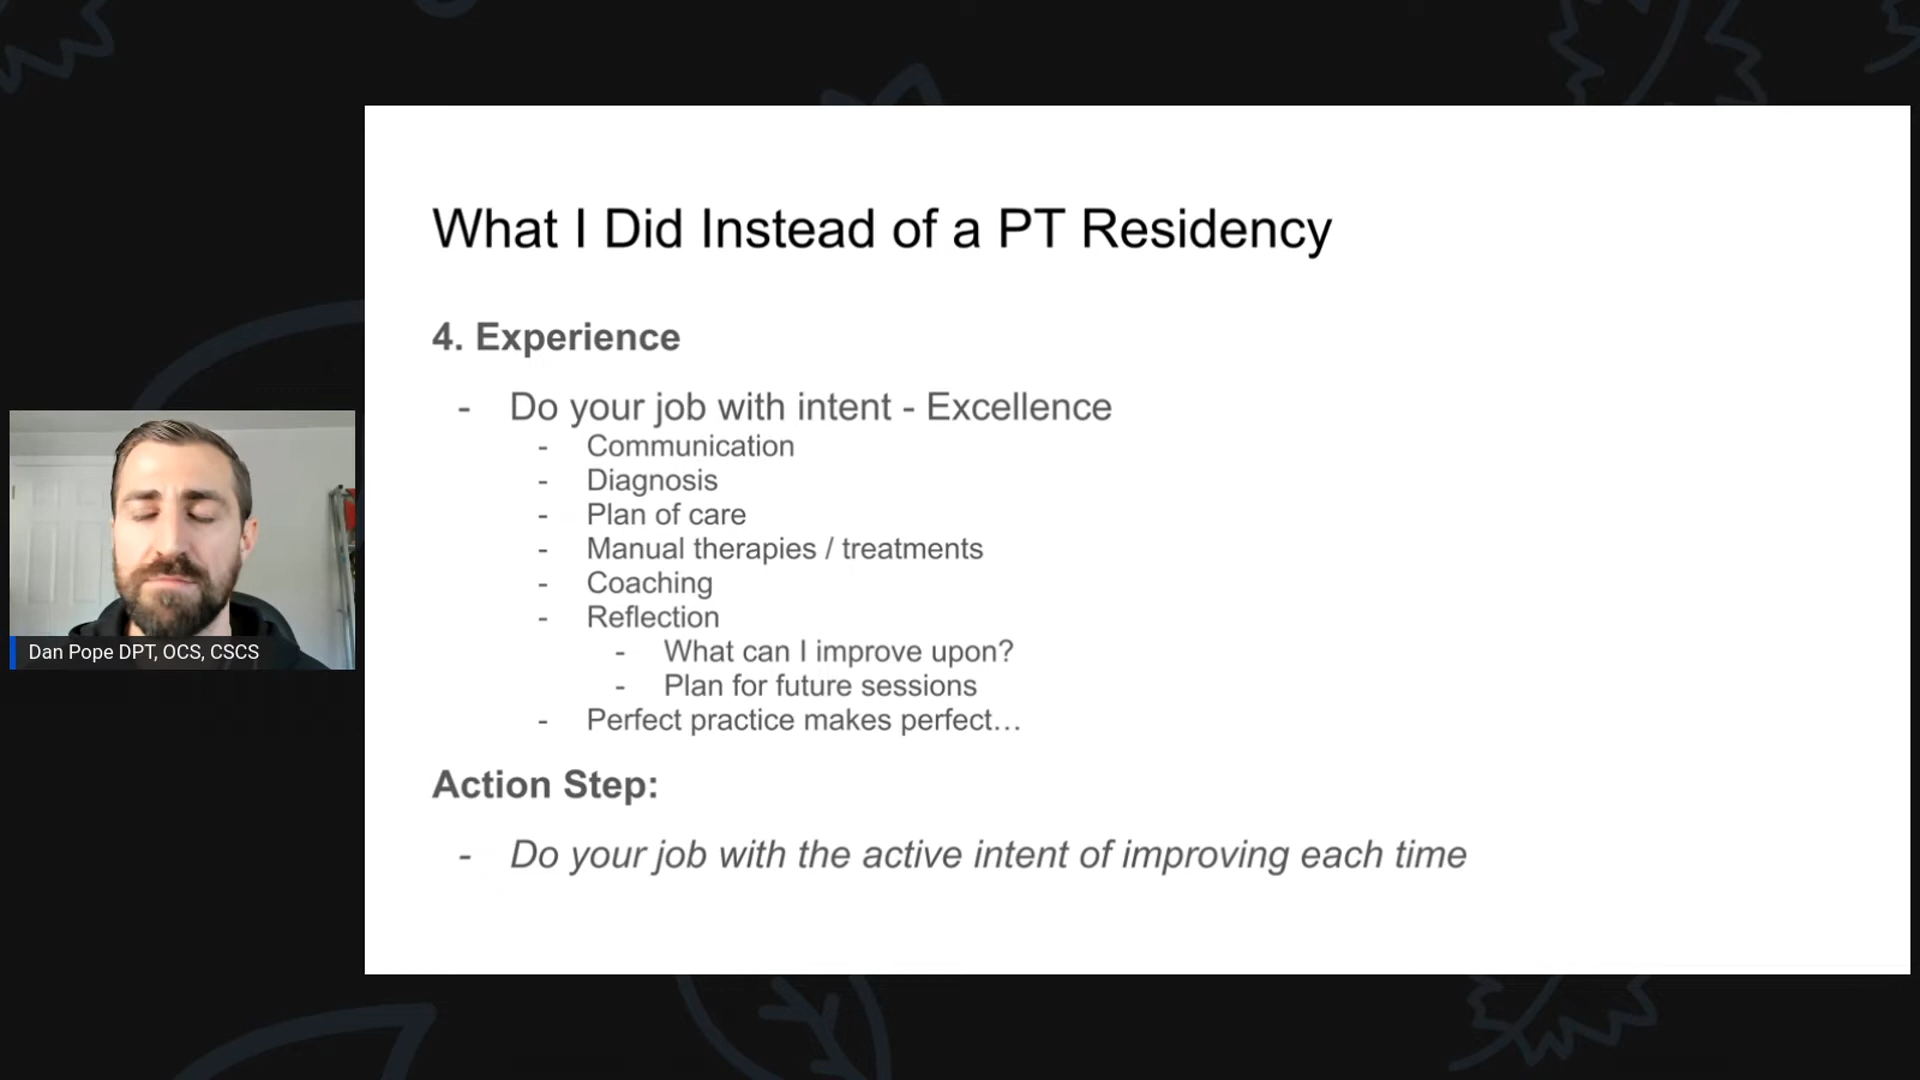 What I Did Instead of a PT Residency
4. Experience
- Do your job with intent - Excellence
- Communication
- Diagnosis
- Plan of care
- Manual therapies / treatments
- Coaching
- Reflection
- What can I improve upon?
- Plan for future sessions
- Perfect practice makes perfect…
Action Step:
- Do your job with the active intent of improving each time
Dan Pope DPT, OCS, CSCS